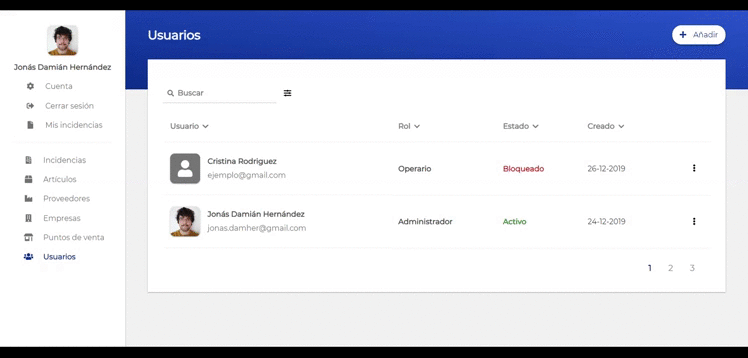 Jonás Damián Hernández
Cuenta
Cerrar sesión
Mis incidencias
Incidencias
Artículos
Proveedores
Empresas
Puntos de venta
Usuarios
Usuarios
Añadir
Buscar
Usuario Rol Estado Creado
Cristina Rodriguez
ejemplo@gmail.com
Operario Bloqueado 26-12-2019
Jonás Damián Hernández
jonas.damher@gmail.com
Administrador Activo 24-12-2019
1 2 3